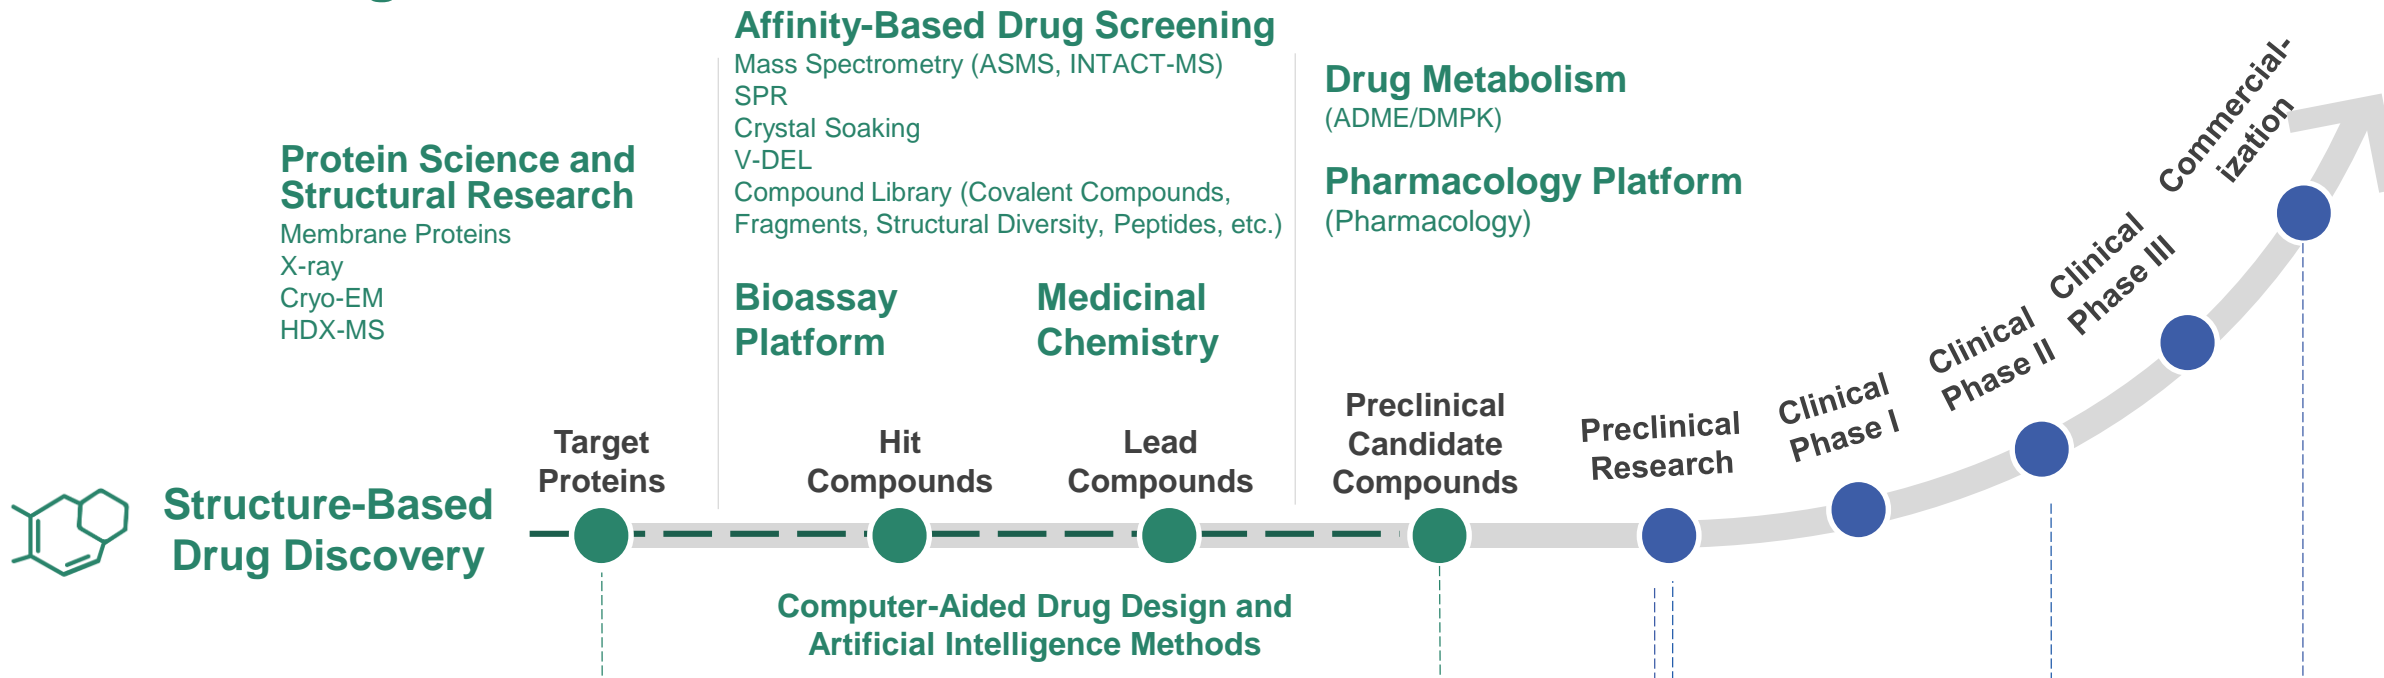 Affinity-Based Drug Screening
Mass Spectrometry (ASMS, INTACT-MS)
SPR
Crystal Soaking
V-DEL
Compound Library (Covalent Compounds,
Fragments, Structural Diversity, Peptides, etc.)
Drug Metabolism
(ADME/DMPK)
Pharmacology Platform
(Pharmacology)
Protein Science and
Structural Research
Membrane Proteins
X-ray
Cryo-EM
HDX-MS
Bioassay
Platform
Medicinal
Chemistry
Target
Proteins
Hit
Compounds
Lead
Compounds
Preclinical
Candidate
Compounds
Preclinical
Research
Clinical
Phase I
Clinical
Phase II
Clinical
Phase III
Commercial-
ization
Structure-Based
Drug Discovery
Computer-Aided Drug Design and
Artificial Intelligence Methods